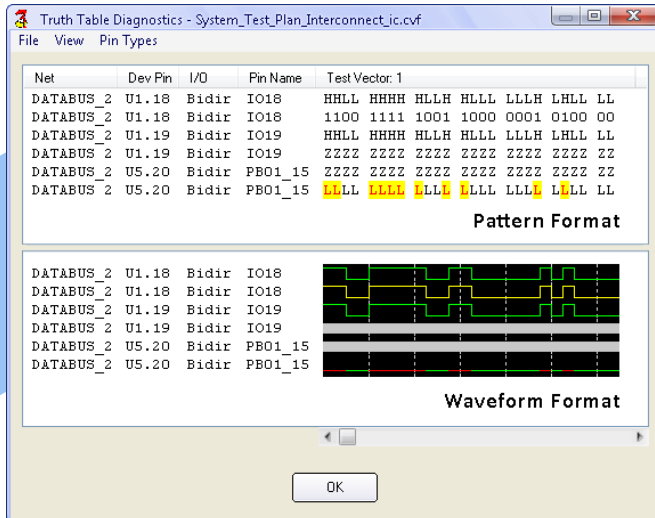 Truth Table Diagnostics - System_Test_Plan_Interconnect_ic.cvf
File View Pin Types
Net Dev Pin I/O Pin Name Test Vector: 1
DATABUS_2 U1.18 Bidir IO18 HHLL HHHH HLLH HLLL LLLH LHLL LL
DATABUS_2 U1.18 Bidir IO18 1100 1111 1001 1000 0001 0100 00
DATABUS_2 U1.19 Bidir IO19 HHLL HHHH HLLH HLLL LLLH LHLL LL
DATABUS_2 U1.19 Bidir IO19 ZZZZ ZZZZ ZZZZ ZZZZ ZZZZ ZZZZ ZZ
DATABUS_2 U5.20 Bidir PB01_15 ZZZZ ZZZZ ZZZZ ZZZZ ZZZZ ZZZZ ZZ
DATABUS_2 U5.20 Bidir PB01_15 LLLL LLLL LLLL LLLL LLLL LLLL LL
Pattern Format
DATABUS_2 U1.18 Bidir IO18
DATABUS_2 U1.18 Bidir IO18
DATABUS_2 U1.19 Bidir IO19
DATABUS_2 U1.19 Bidir IO19
DATABUS_2 U5.20 Bidir PB01_15
DATABUS_2 U5.20 Bidir PB01_15
Waveform Format
OK